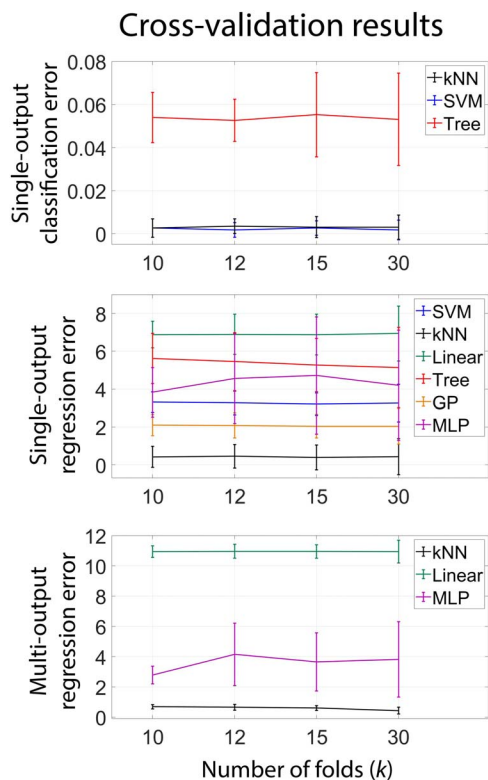 Cross-validation results
Single-output
classification error
0.08
0.06
0.04
0.02
0
10
12
15
30
kNN
SVM
Tree
Single-output
regression error
8
6
4
2
0
10
12
15
30
SVM
kNN
Linear
Tree
GP
MLP
Multi-output
regression error
12
10
8
6
4
2
0
10
12
15
30
kNN
Linear
MLP
Number of folds (k)